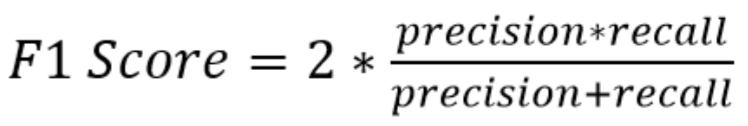 F1 Score = 2 * precision*recall / precision+recall